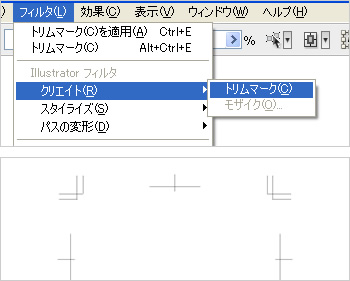 ) フィルタ(L) 効果(C) 表示(V) ウィンドウ(W) ヘルプ(H)
トリムマーク(C)を適用(A) Ctrl+E
トリムマーク(C) Alt+Ctrl+E
%
Illustrator フィルタ
クリエイト(R) トリムマーク(C)
スタイライズ(S) モザイク(O)...
パスの変形(D)